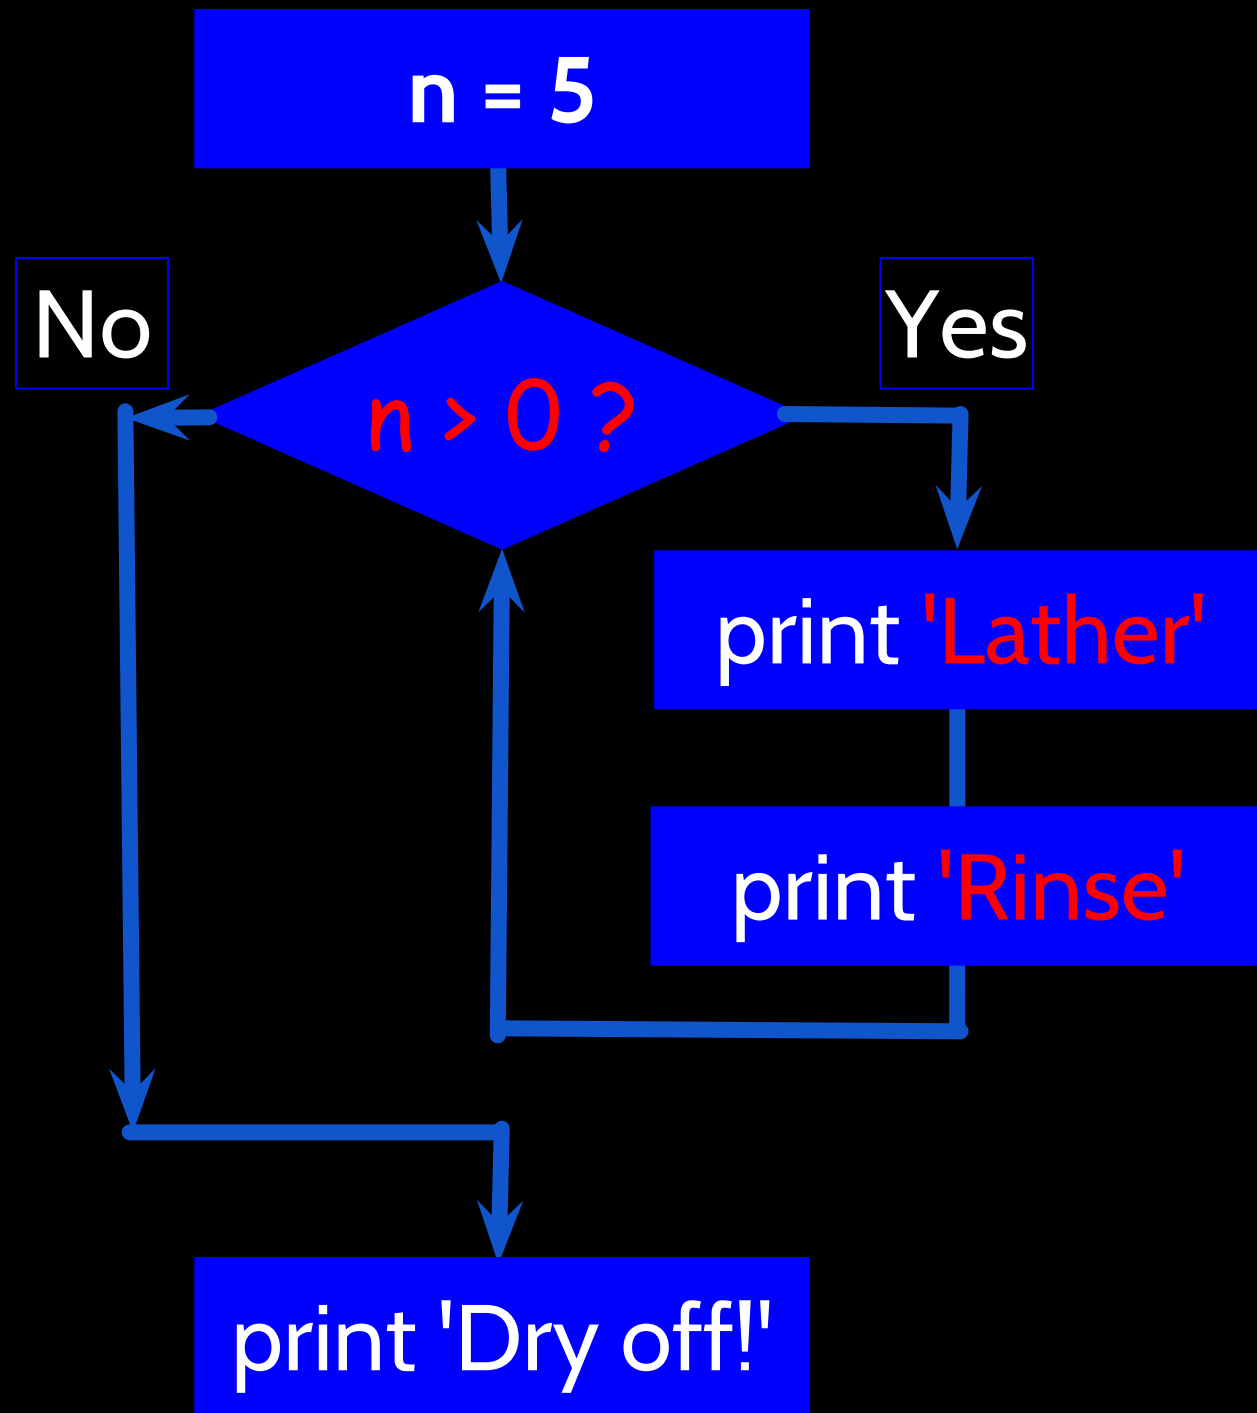 n = 5
No
Yes
n > 0 ?
print 'Lather'
print 'Rinse'
print 'Dry off!'